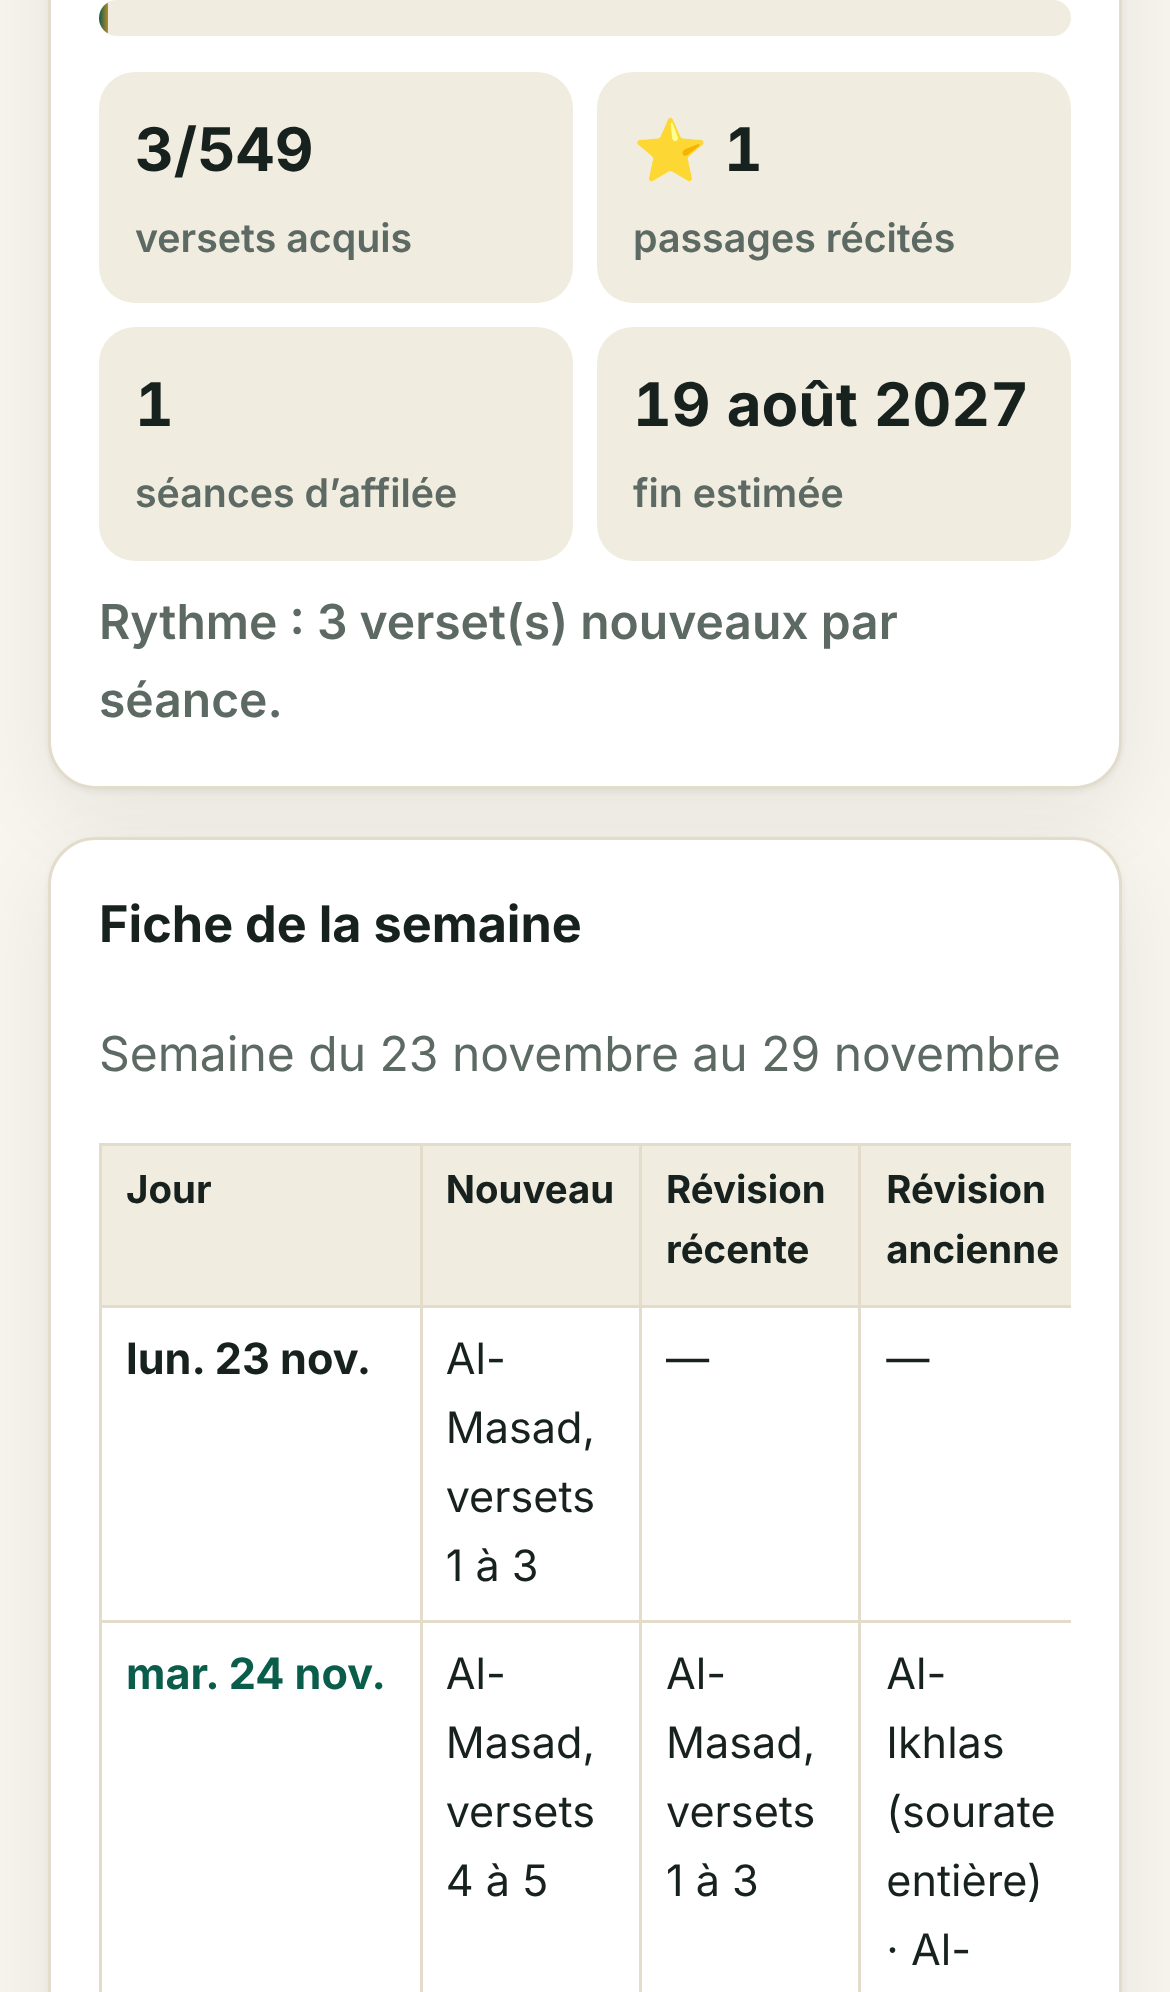 3/549
versets acquis
⭐ 1
passages récités
1
séances d’affilée
19 août 2027
fin estimée
Rythme : 3 verset(s) nouveaux par
séance.
Fiche de la semaine
Semaine du 23 novembre au 29 novembre
Jour
Nouveau
Révision
récente
Révision
ancienne
lun. 23 nov.
Al-
Masad,
versets
1 à 3
—
—
mar. 24 nov.
Al-
Masad,
versets
4 à 5
Al-
Masad,
versets
1 à 3
Al-
Ikhlas
(sourate
entière)
· Al-